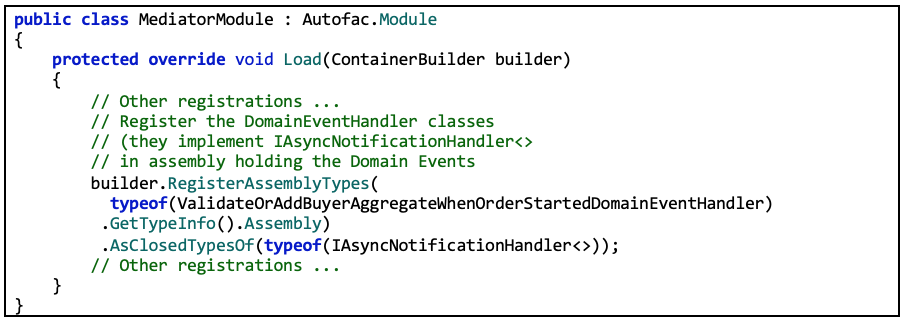 public class MediatorModule : Autofac.Module
{
    protected override void Load(ContainerBuilder builder)
    {
        // Other registrations ...
        // Register the DomainEventHandler classes
        // (they implement IAsyncNotificationHandler<>
        // in assembly holding the Domain Events
        builder.RegisterAssemblyTypes(
          typeof(ValidateOrAddBuyerAggregateWhenOrderStartedDomainEventHandler)
         .GetTypeInfo().Assembly)
         .AsClosedTypesOf(typeof(IAsyncNotificationHandler<>));
        // Other registrations ...
    }
}